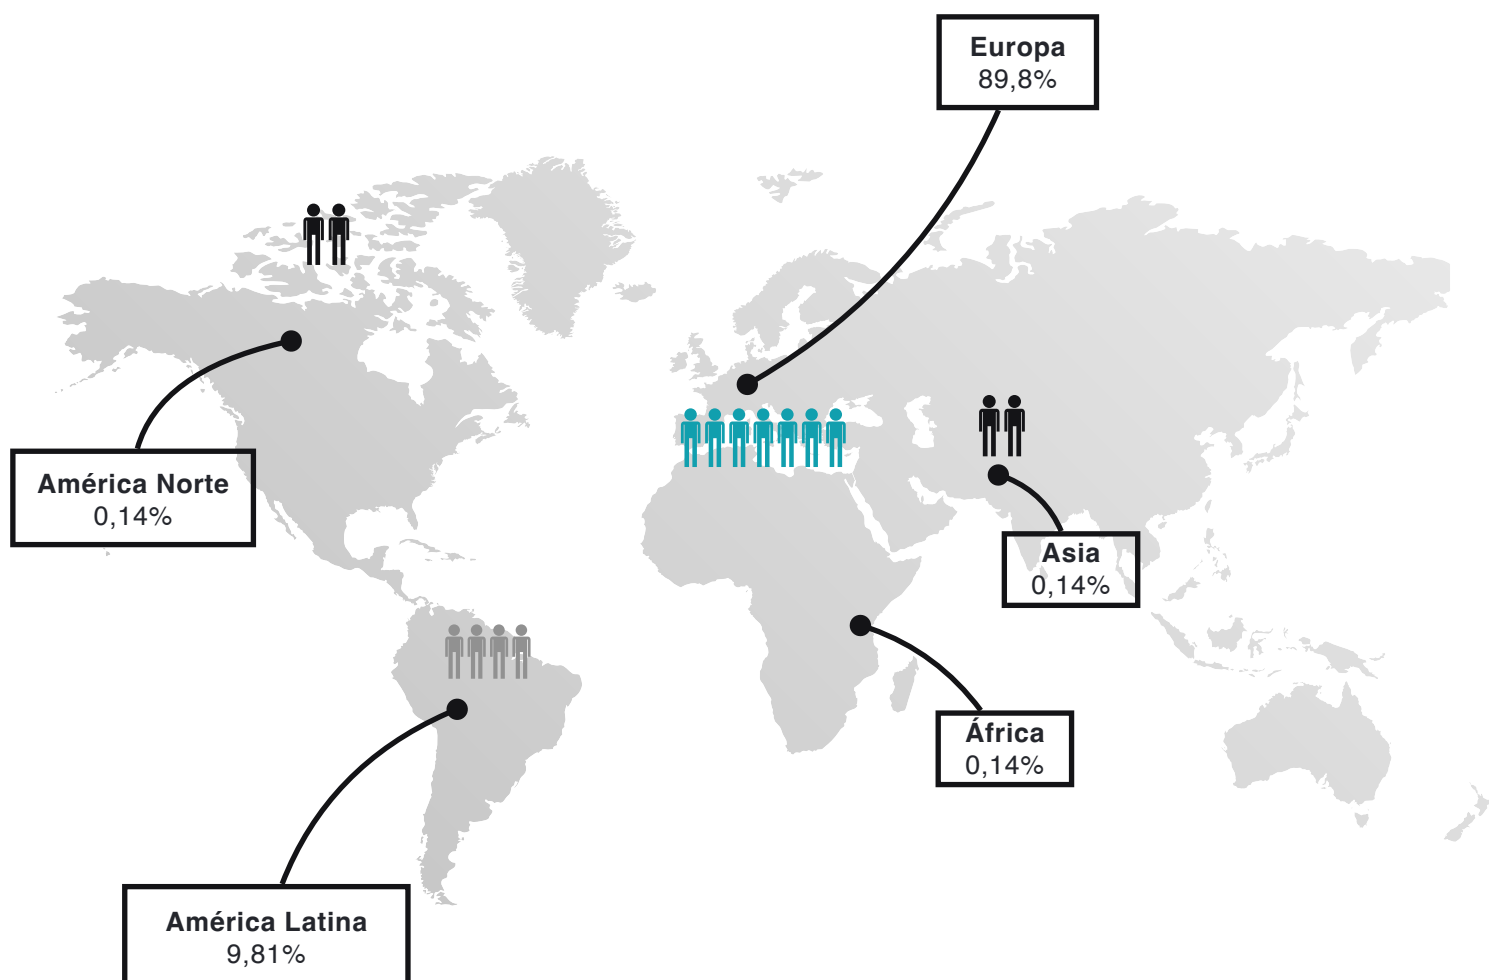 Europa
89,8%
América Norte
0,14%
Asia
0,14%
África
0,14%
América Latina
9,81%